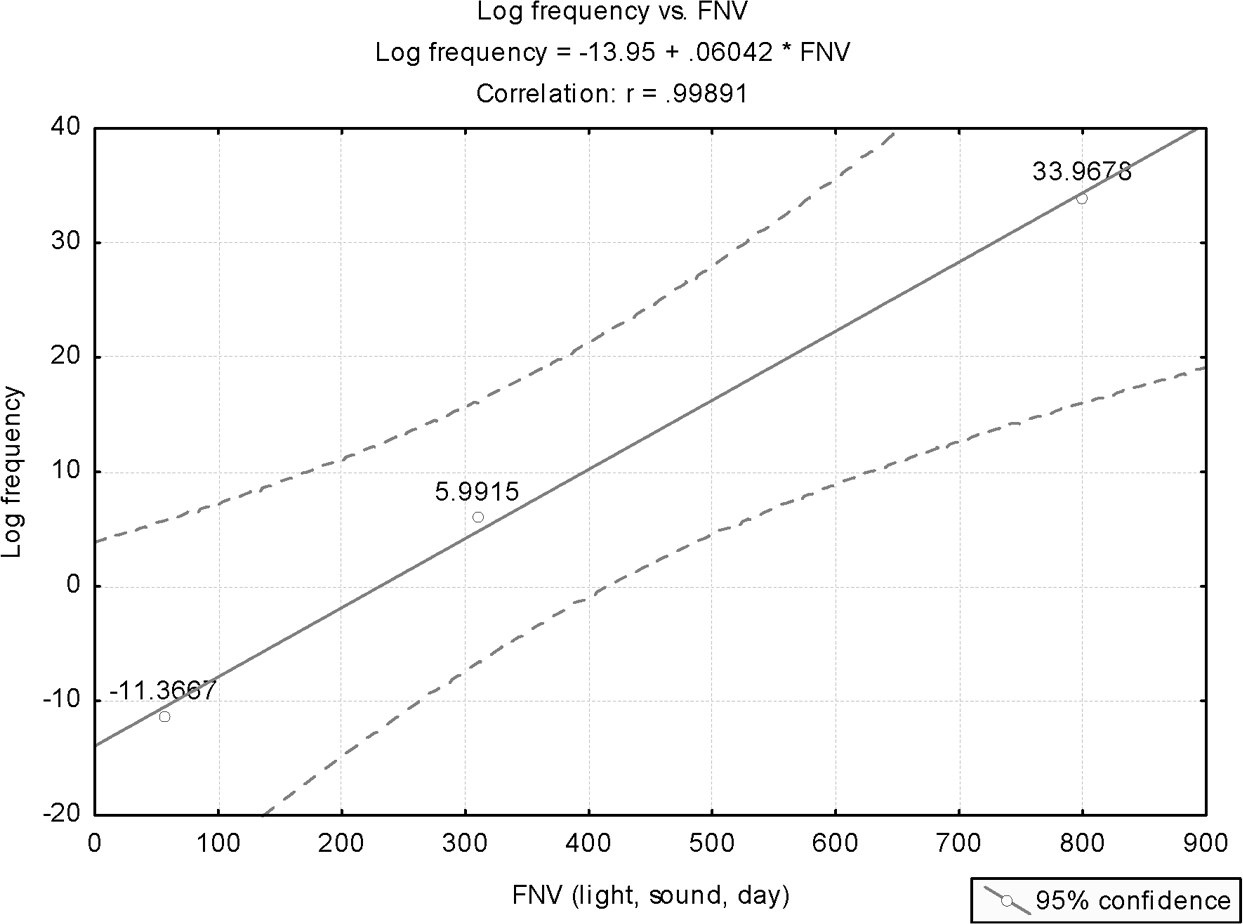 Log frequency vs. FNV
Log frequency = -13.95 + .06042 * FNV
Correlation: r = .99891
40
30
20
10
0
-10
-20
Log frequency
33.9678
5.9915
-11.3667
0 100 200 300 400 500 600 700 800 900
FNV (light, sound, day)
95% confidence